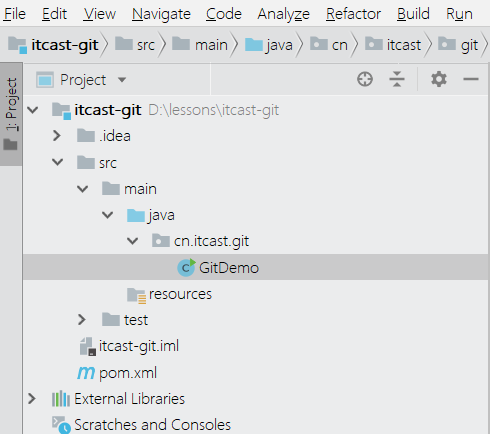 File Edit View Navigate Code Analyze Refactor Build Run
itcast-git src main java cn itcast git
1: Project
Project
itcast-git D:\lessons\itcast-git
.idea
src
main
java
cn.itcast.git
GitDemo
resources
test
itcast-git.iml
pom.xml
External Libraries
Scratches and Consoles